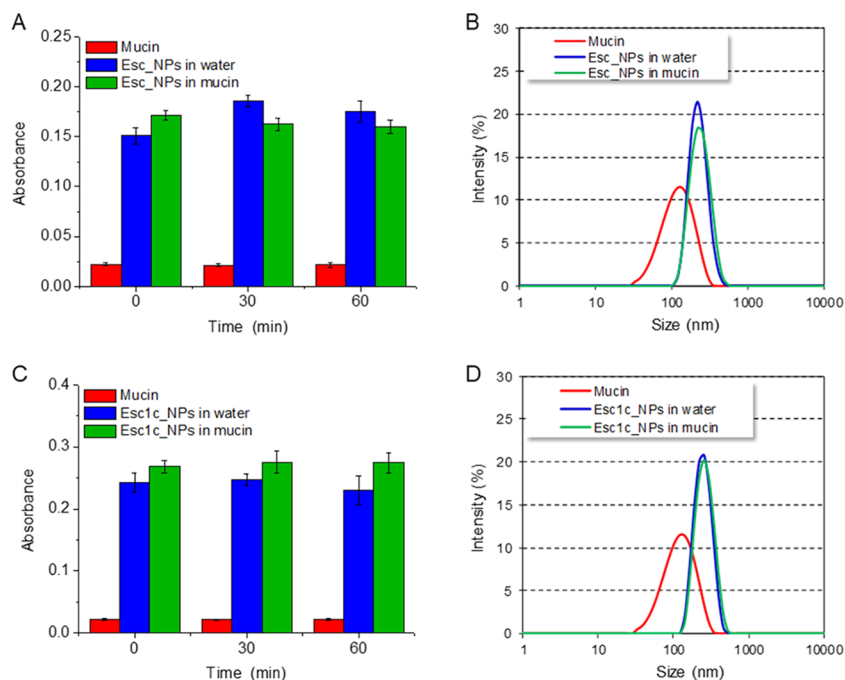 A
0.25
0.20
0.15
0.10
0.05
0.00
Absorbance
Mucin
Esc_NPs in water
Esc_NPs in mucin
0 30 60
Time (min)
B
30
25
20
15
10
5
0
Intensity (%)
Mucin
Esc_NPs in water
Esc_NPs in mucin
1 10 100 1000 10000
Size (nm)
C
0.4
0.3
0.2
0.1
0.0
Absorbance
Mucin
Esc1c_NPs in water
Esc1c_NPs in mucin
0 30 60
Time (min)
D
30
25
20
15
10
5
0
Intensity (%)
Mucin
Esc1c_NPs in water
Esc1c_NPs in mucin
1 10 100 1000 10000
Size (nm)